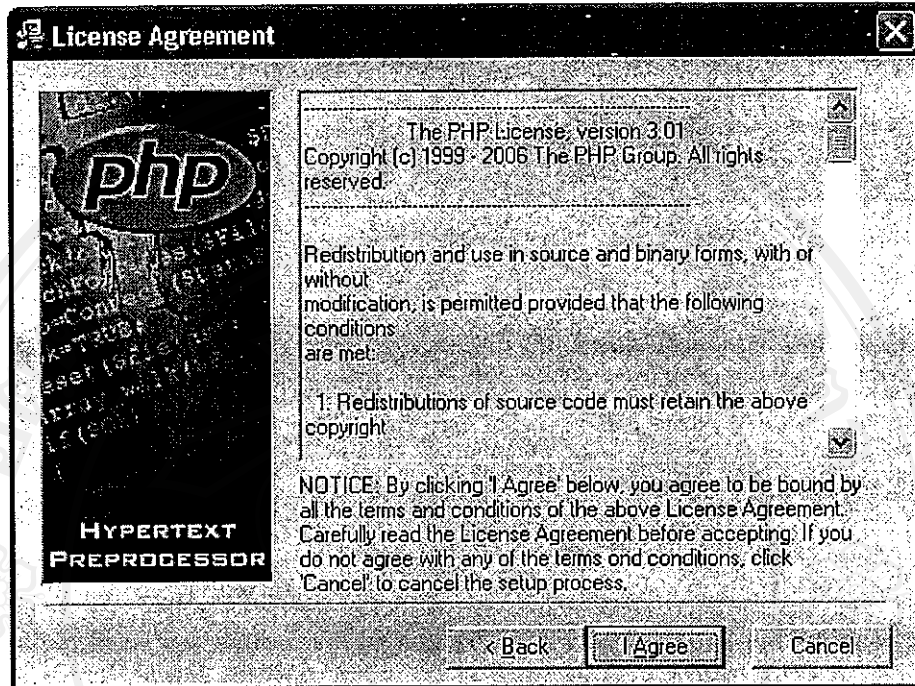 License Agreement
php
HYPERTEXT
PREPROCESSOR
The PHP License, version 3.01
Copyright (c) 1999 - 2006 The PHP Group. All rights
reserved.
Redistribution and use in source and binary forms, with or
without
modification, is permitted provided that the following
conditions
are met:
1. Redistributions of source code must retain the above
copyright
NOTICE: By clicking 'I Agree' below, you agree to be bound by
all the terms and conditions of the above License Agreement.
Carefully read the License Agreement before accepting. If you
do not agree with any of the terms ond conditions, click
'Cancel' to cancel the setup process.
< Back
I Agree
Cancel